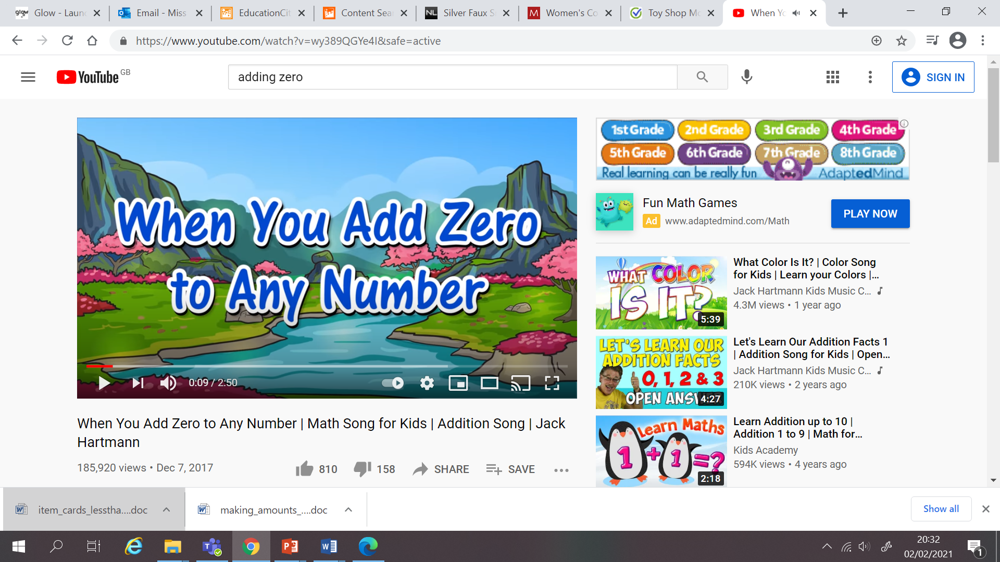 glow Glow - Laun
Email - Miss
EducationCit
Content Sear
NL Silver Faux S
M Women's Co
Toy Shop Mo
When Yo
https://www.youtube.com/watch?v=wy389QGYe4I&safe=active
YouTube GB
adding zero
SIGN IN
When You Add Zero
to Any Number
0:09 / 2:50
When You Add Zero to Any Number | Math Song for Kids | Addition Song | Jack
Hartmann
185,920 views • Dec 7, 2017
810
158
SHARE
SAVE
1st Grade 2nd Grade 3rd Grade 4th Grade
5th Grade 6th Grade 7th Grade 8th Grade
Real learning can be really fun AdaptedMind
Fun Math Games
Ad www.adaptedmind.com/Math
PLAY NOW
WHAT COLOR
IS IT?
5:39
What Color Is It? | Color Song
for Kids | Learn your Colors |...
Jack Hartmann Kids Music C...
4.3M views • 1 year ago
LET'S LEARN OUR
ADDITION FACTS
0, 1, 2 & 3
OPEN ANSW
4:27
Let's Learn Our Addition Facts 1
| Addition Song for Kids | Open...
Jack Hartmann Kids Music C...
210K views • 2 years ago
Learn Maths
1+1=?
2:18
Learn Addition up to 10 |
Addition 1 to 9 | Math for...
Kids Academy
594K views • 4 years ago
item_cards_lesstha....doc
making_amounts_....doc
Show all
20:32
02/02/2021
1